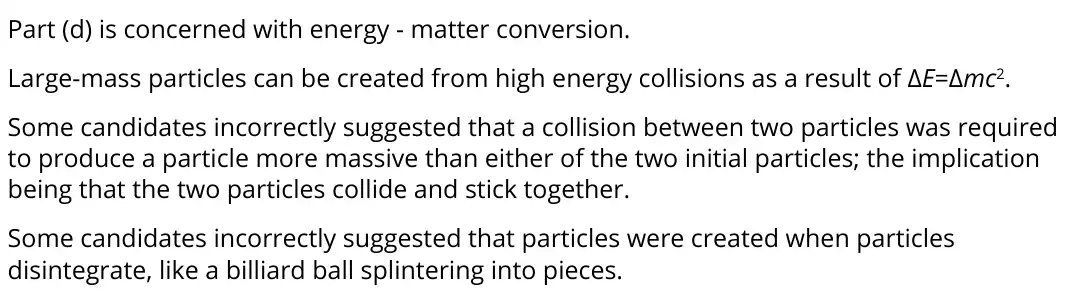 Part (d) is concerned with energy - matter conversion.
Large-mass particles can be created from high energy collisions as a result of ΔE=Δmc².
Some candidates incorrectly suggested that a collision between two particles was required
to produce a particle more massive than either of the two initial particles; the implication
being that the two particles collide and stick together.
Some candidates incorrectly suggested that particles were created when particles
disintegrate, like a billiard ball splintering into pieces.